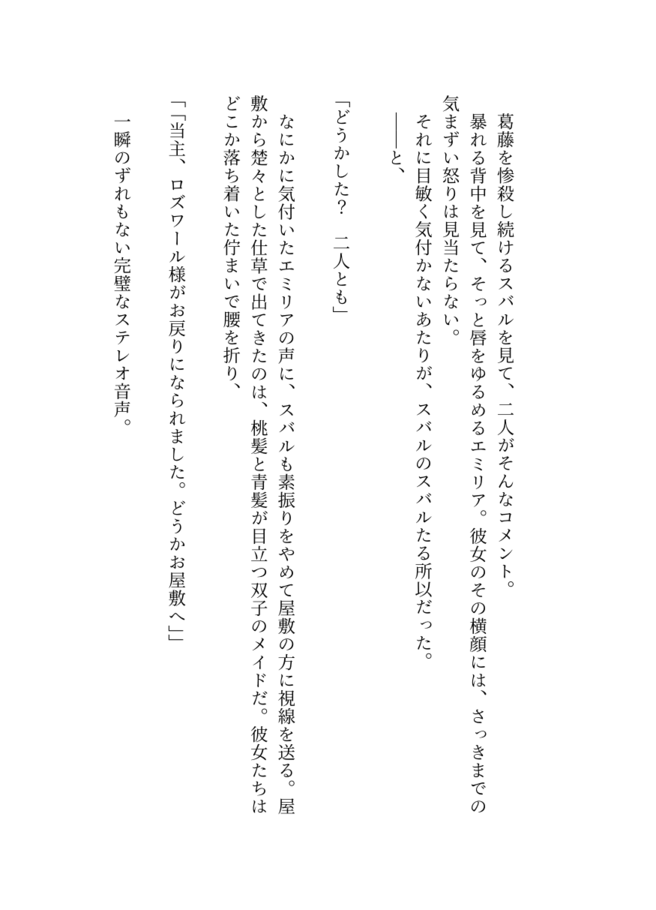 葛藤を惨殺し続けるスバルを見て、二人がそんなコメント。
暴れる背中を見て、そっと唇をゆるめるエミリア。彼女のその横顔には、さっきまでの
気まずい怒りは見当たらない。
それに目敏く気付かないあたりが、スバルのスバルたる所以だった。
――と、
「どうかした？　二人とも」
なにかに気付いたエミリアの声に、スバルも素振りをやめて屋敷の方に視線を送る。屋
敷から楚々とした仕草で出てきたのは、桃髪と青髪が目立つ双子のメイドだ。彼女たちは
どこか落ち着いた佇まいで腰を折り、
「「当主、ロズワール様がお戻りになられました。どうかお屋敷へ」」
一瞬のずれもない完璧なステレオ音声。